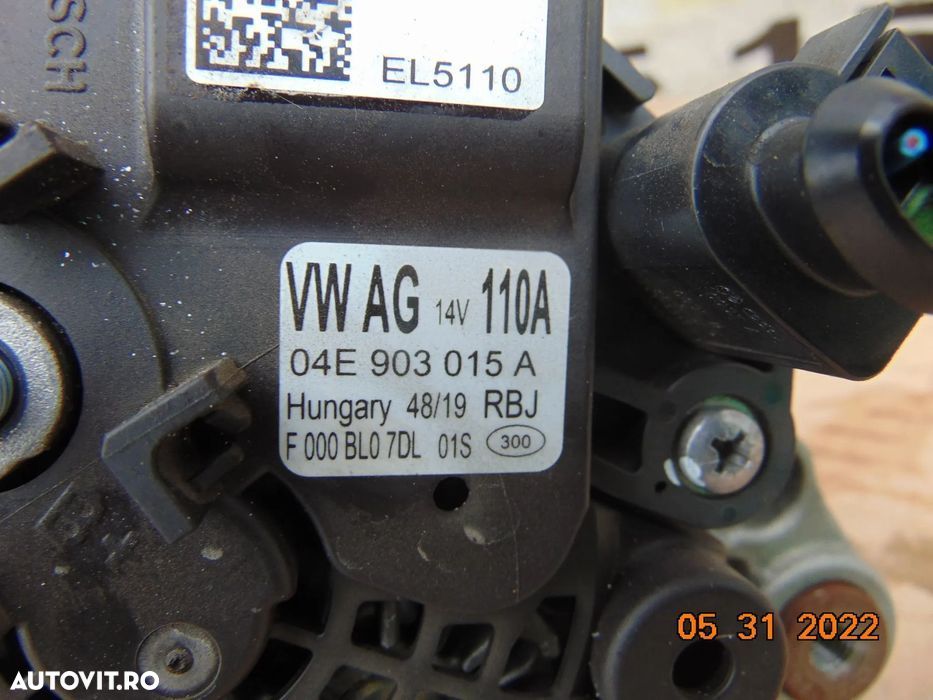 BOSCH
EL5110
VW AG 14V 110A
04E 903 015 A
Hungary 48/19 RBJ
F 000 BL0 7DL 01S 300
B+
05 31 2022
AUTOVIT.RO